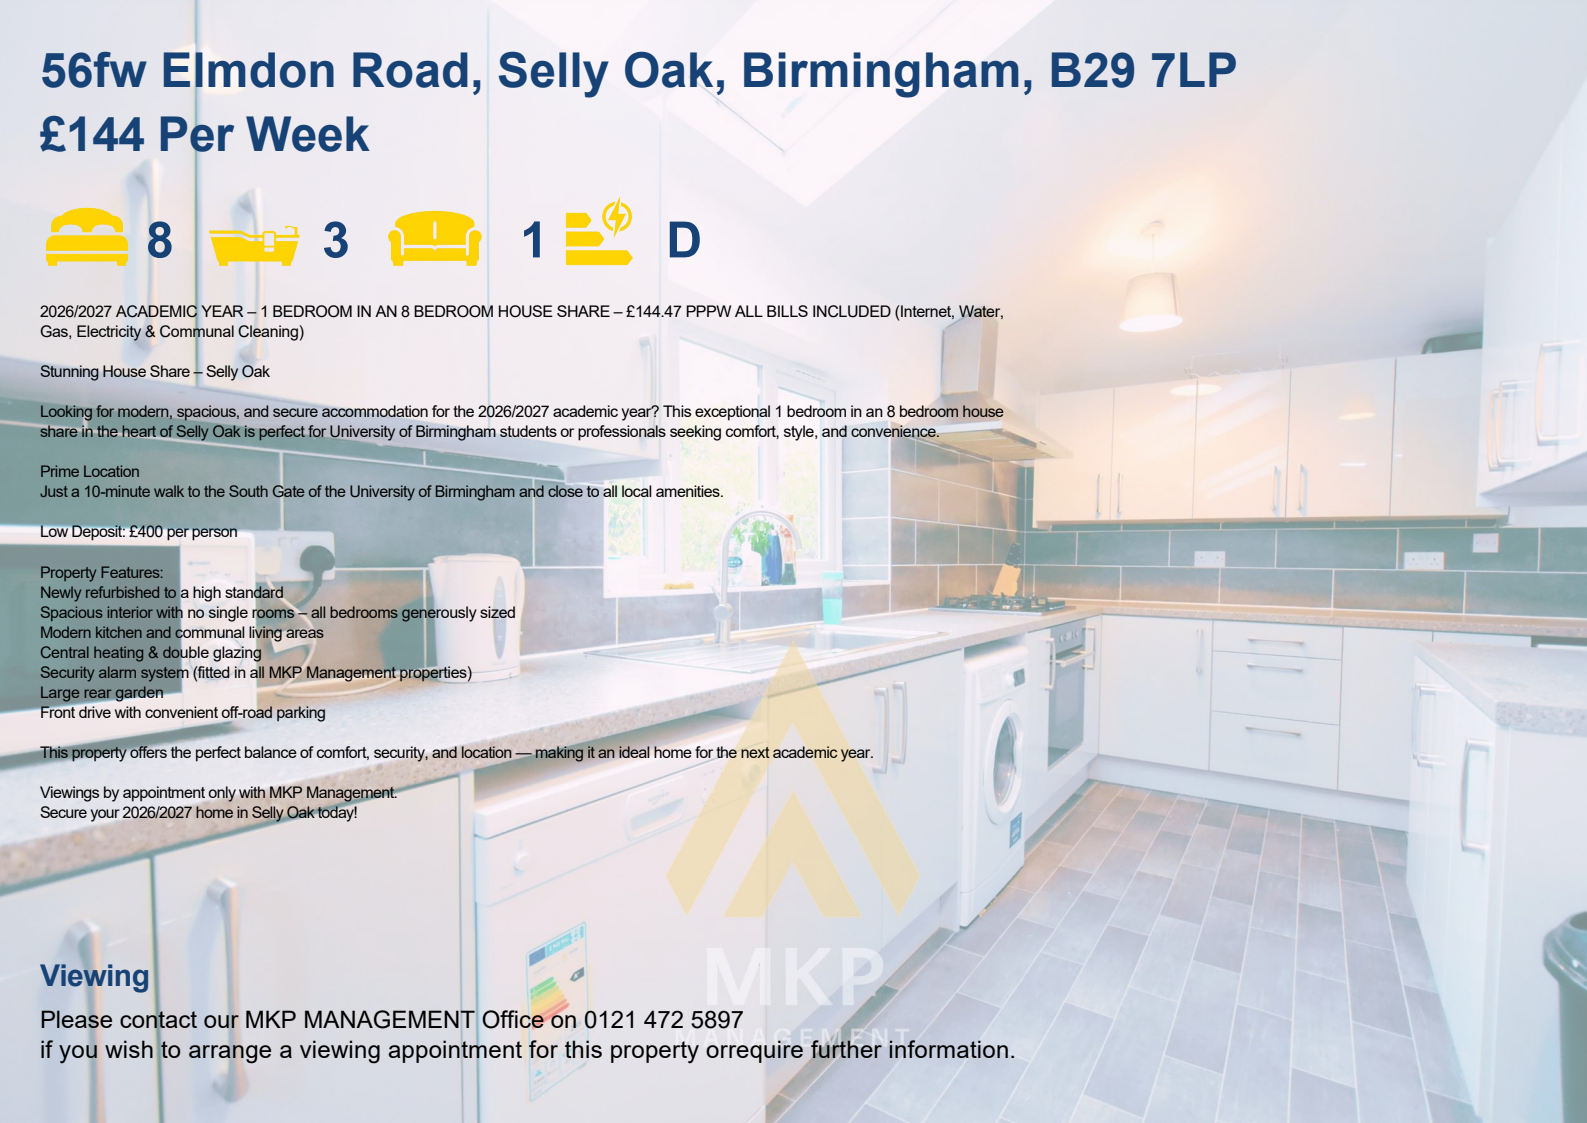 56fw Elmdon Road, Selly Oak, Birmingham, B29 7LP
£144 Per Week
8 3 1 D
2026/2027 ACADEMIC YEAR – 1 BEDROOM IN AN 8 BEDROOM HOUSE SHARE – £144.47 PPPW ALL BILLS INCLUDED (Internet, Water,
Gas, Electricity & Communal Cleaning)
Stunning House Share – Selly Oak
Looking for modern, spacious, and secure accommodation for the 2026/2027 academic year? This exceptional 1 bedroom in an 8 bedroom house
share in the heart of Selly Oak is perfect for University of Birmingham students or professionals seeking comfort, style, and convenience.
Prime Location
Just a 10-minute walk to the South Gate of the University of Birmingham and close to all local amenities.
Low Deposit: £400 per person
Property Features:
Newly refurbished to a high standard
Spacious interior with no single rooms – all bedrooms generously sized
Modern kitchen and communal living areas
Central heating & double glazing
Security alarm system (fitted in all MKP Management properties)
Large rear garden
Front drive with convenient off-road parking
This property offers the perfect balance of comfort, security, and location — making it an ideal home for the next academic year.
Viewings by appointment only with MKP Management.
Secure your 2026/2027 home in Selly Oak today!
MKP
MANAGEMENT
Viewing
Please contact our MKP MANAGEMENT Office on 0121 472 5897
if you wish to arrange a viewing appointment for this property orrequire further information.